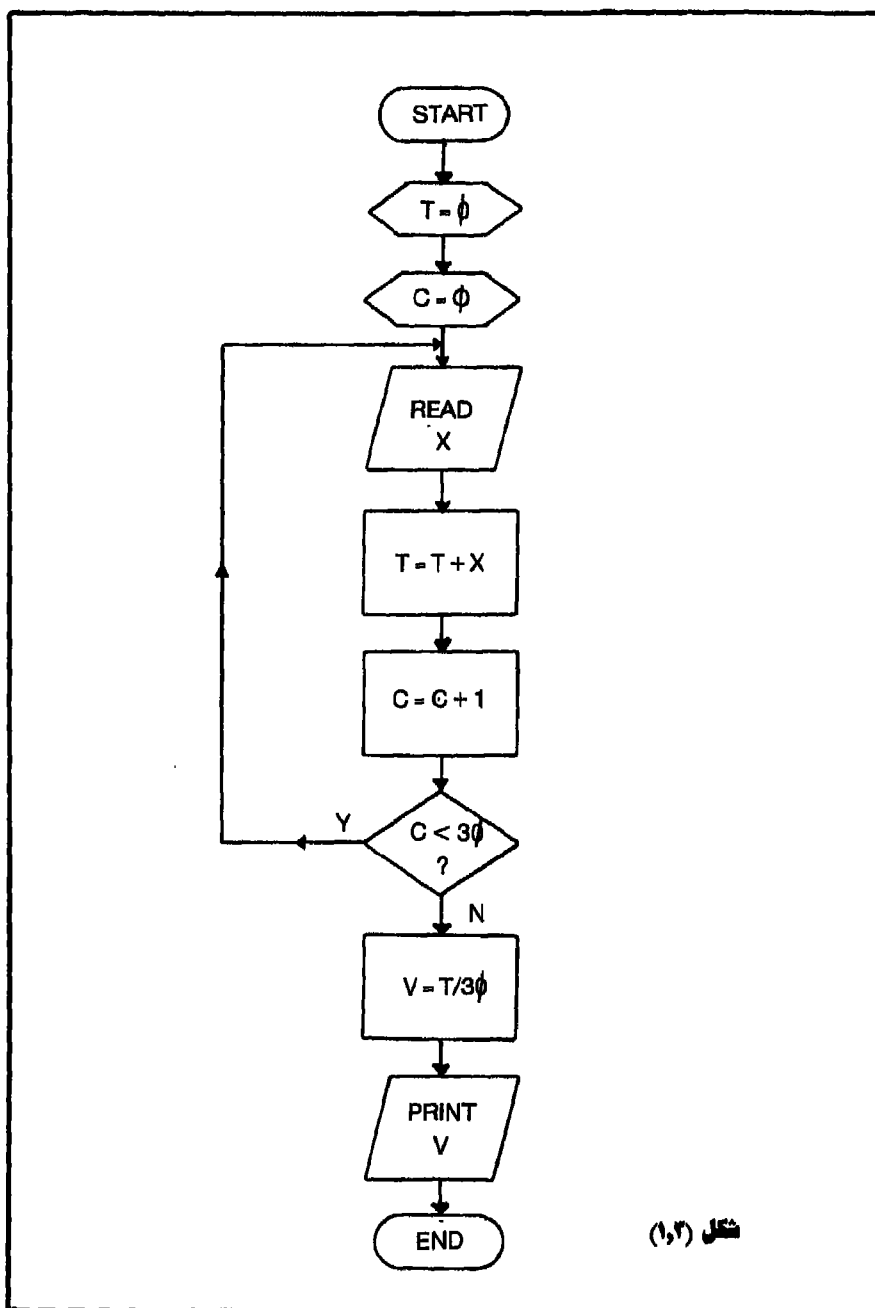 START
T = ϕ
C = ϕ
READ
X
T = T + X
C = C + 1
Y
C < 3ϕ
?
N
V = T/3ϕ
PRINT
V
END
شكل (١,٣)